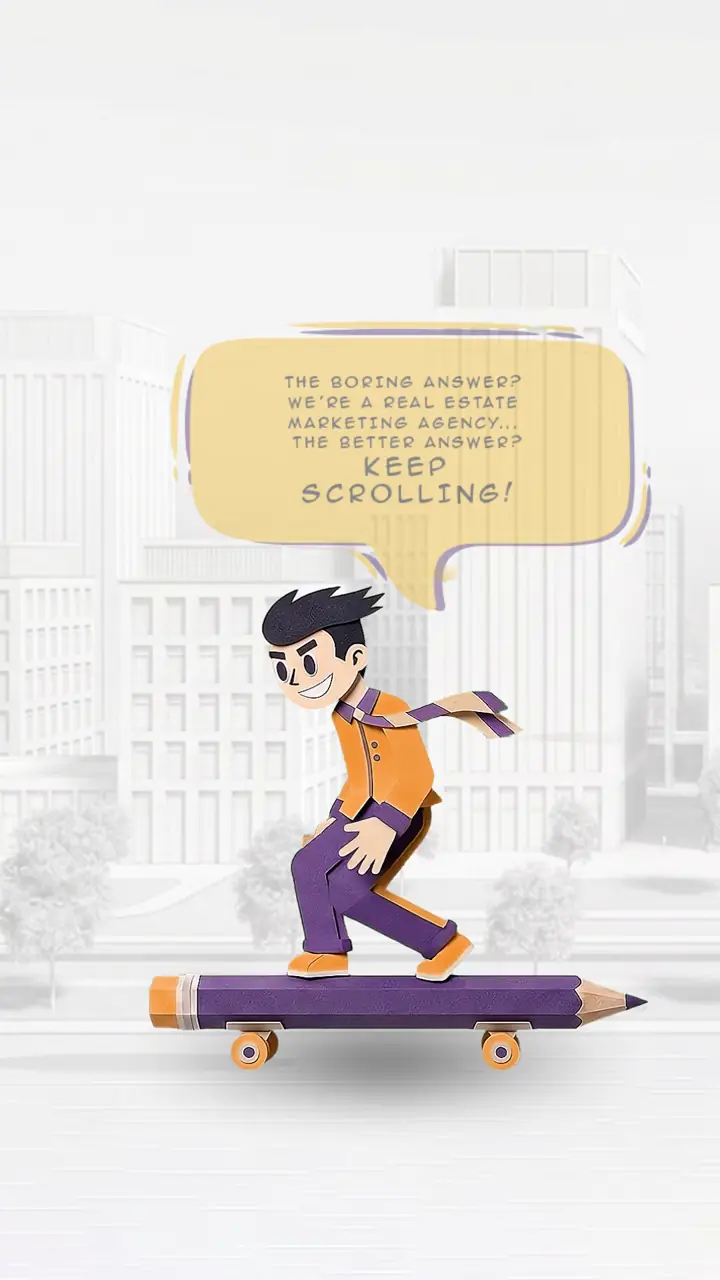 THE BORING ANSWER?
WE'RE A REAL ESTATE
MARKETING AGENCY...
THE BETTER ANSWER?
KEEP
SCROLLING!